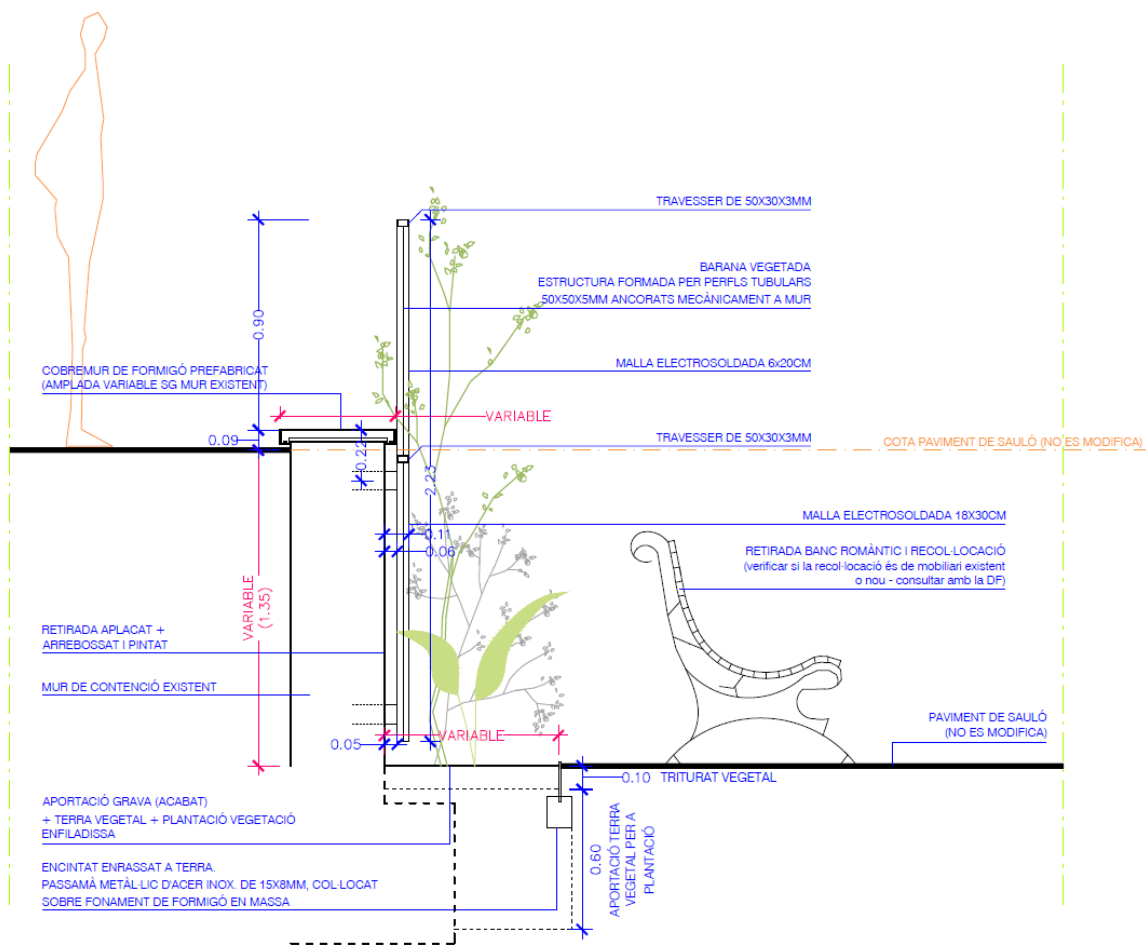 TRAVESSER DE 50X30X3MM
BARANA VEGETADA
ESTRUCTURA FORMADA PER PERFLS TUBULARS
50X50X5MM ANCORATS MECÀNICAMENT A MUR
0.90
COBREMUR DE FORMIGÓ PREFABRICAT
(AMPLADA VARIABLE SG MUR EXISTENT)
MALLA ELECTROSOLDADA 6x20CM
VARIABLE
0.09
0.22
TRAVESSER DE 50X30X3MM
COTA PAVIMENT DE SAULÓ (NO ES MODIFICA)
2.23
MALLA ELECTROSOLDADA 18X30CM
0.11
0.06
RETIRADA BANC ROMÀNTIC I RECOL·LOCACIÓ
(verificar si la recol·locació és de mobiliari existent
o nou - consultar amb la DF)
VARIABLE
(1.35)
RETIRADA APLACAT +
ARREBOSSAT I PINTAT
MUR DE CONTENCIÓ EXISTENT
PAVIMENT DE SAULÓ
(NO ES MODIFICA)
VARIABLE
0.05
0.10 TRITURAT VEGETAL
APORTACIÓ GRAVA (ACABAT)
+ TERRA VEGETAL + PLANTACIÓ VEGETACIÓ
ENFILADISSA
0.60
APORTACIÓ TERRA
VEGETAL PER A
PLANTACIÓ
ENCINTAT ENRASSAT A TERRA.
PASSAMÀ METÀL·LIC D'ACER INOX. DE 15X8MM, COL·LOCAT
SOBRE FONAMENT DE FORMIGÓ EN MASSA